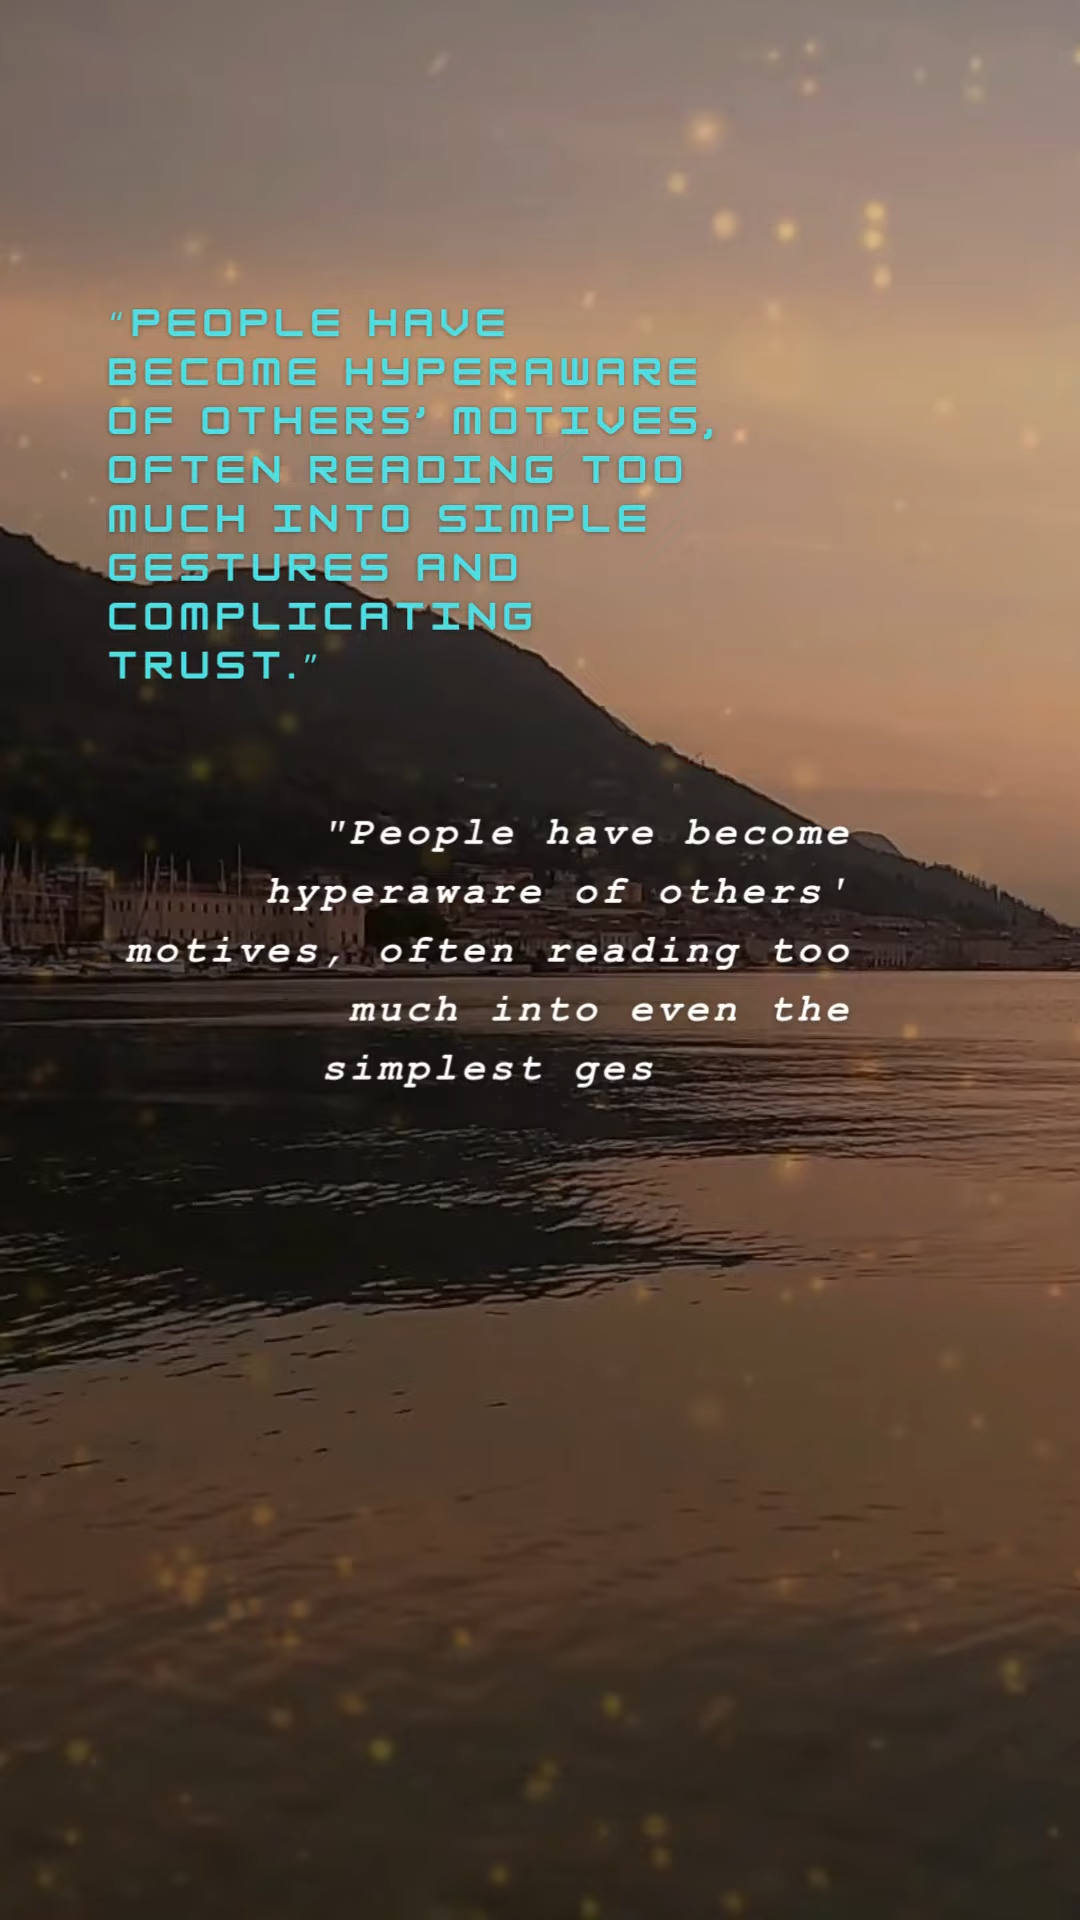 “PEOPLE HAVE
BECOME HYPERAWARE
OF OTHERS’ MOTIVES,
OFTEN READING TOO
MUCH INTO SIMPLE
GESTURES AND
COMPLICATING
TRUST.”
"People have become
hyperaware of others'
motives, often reading too
much into even the
simplest ges